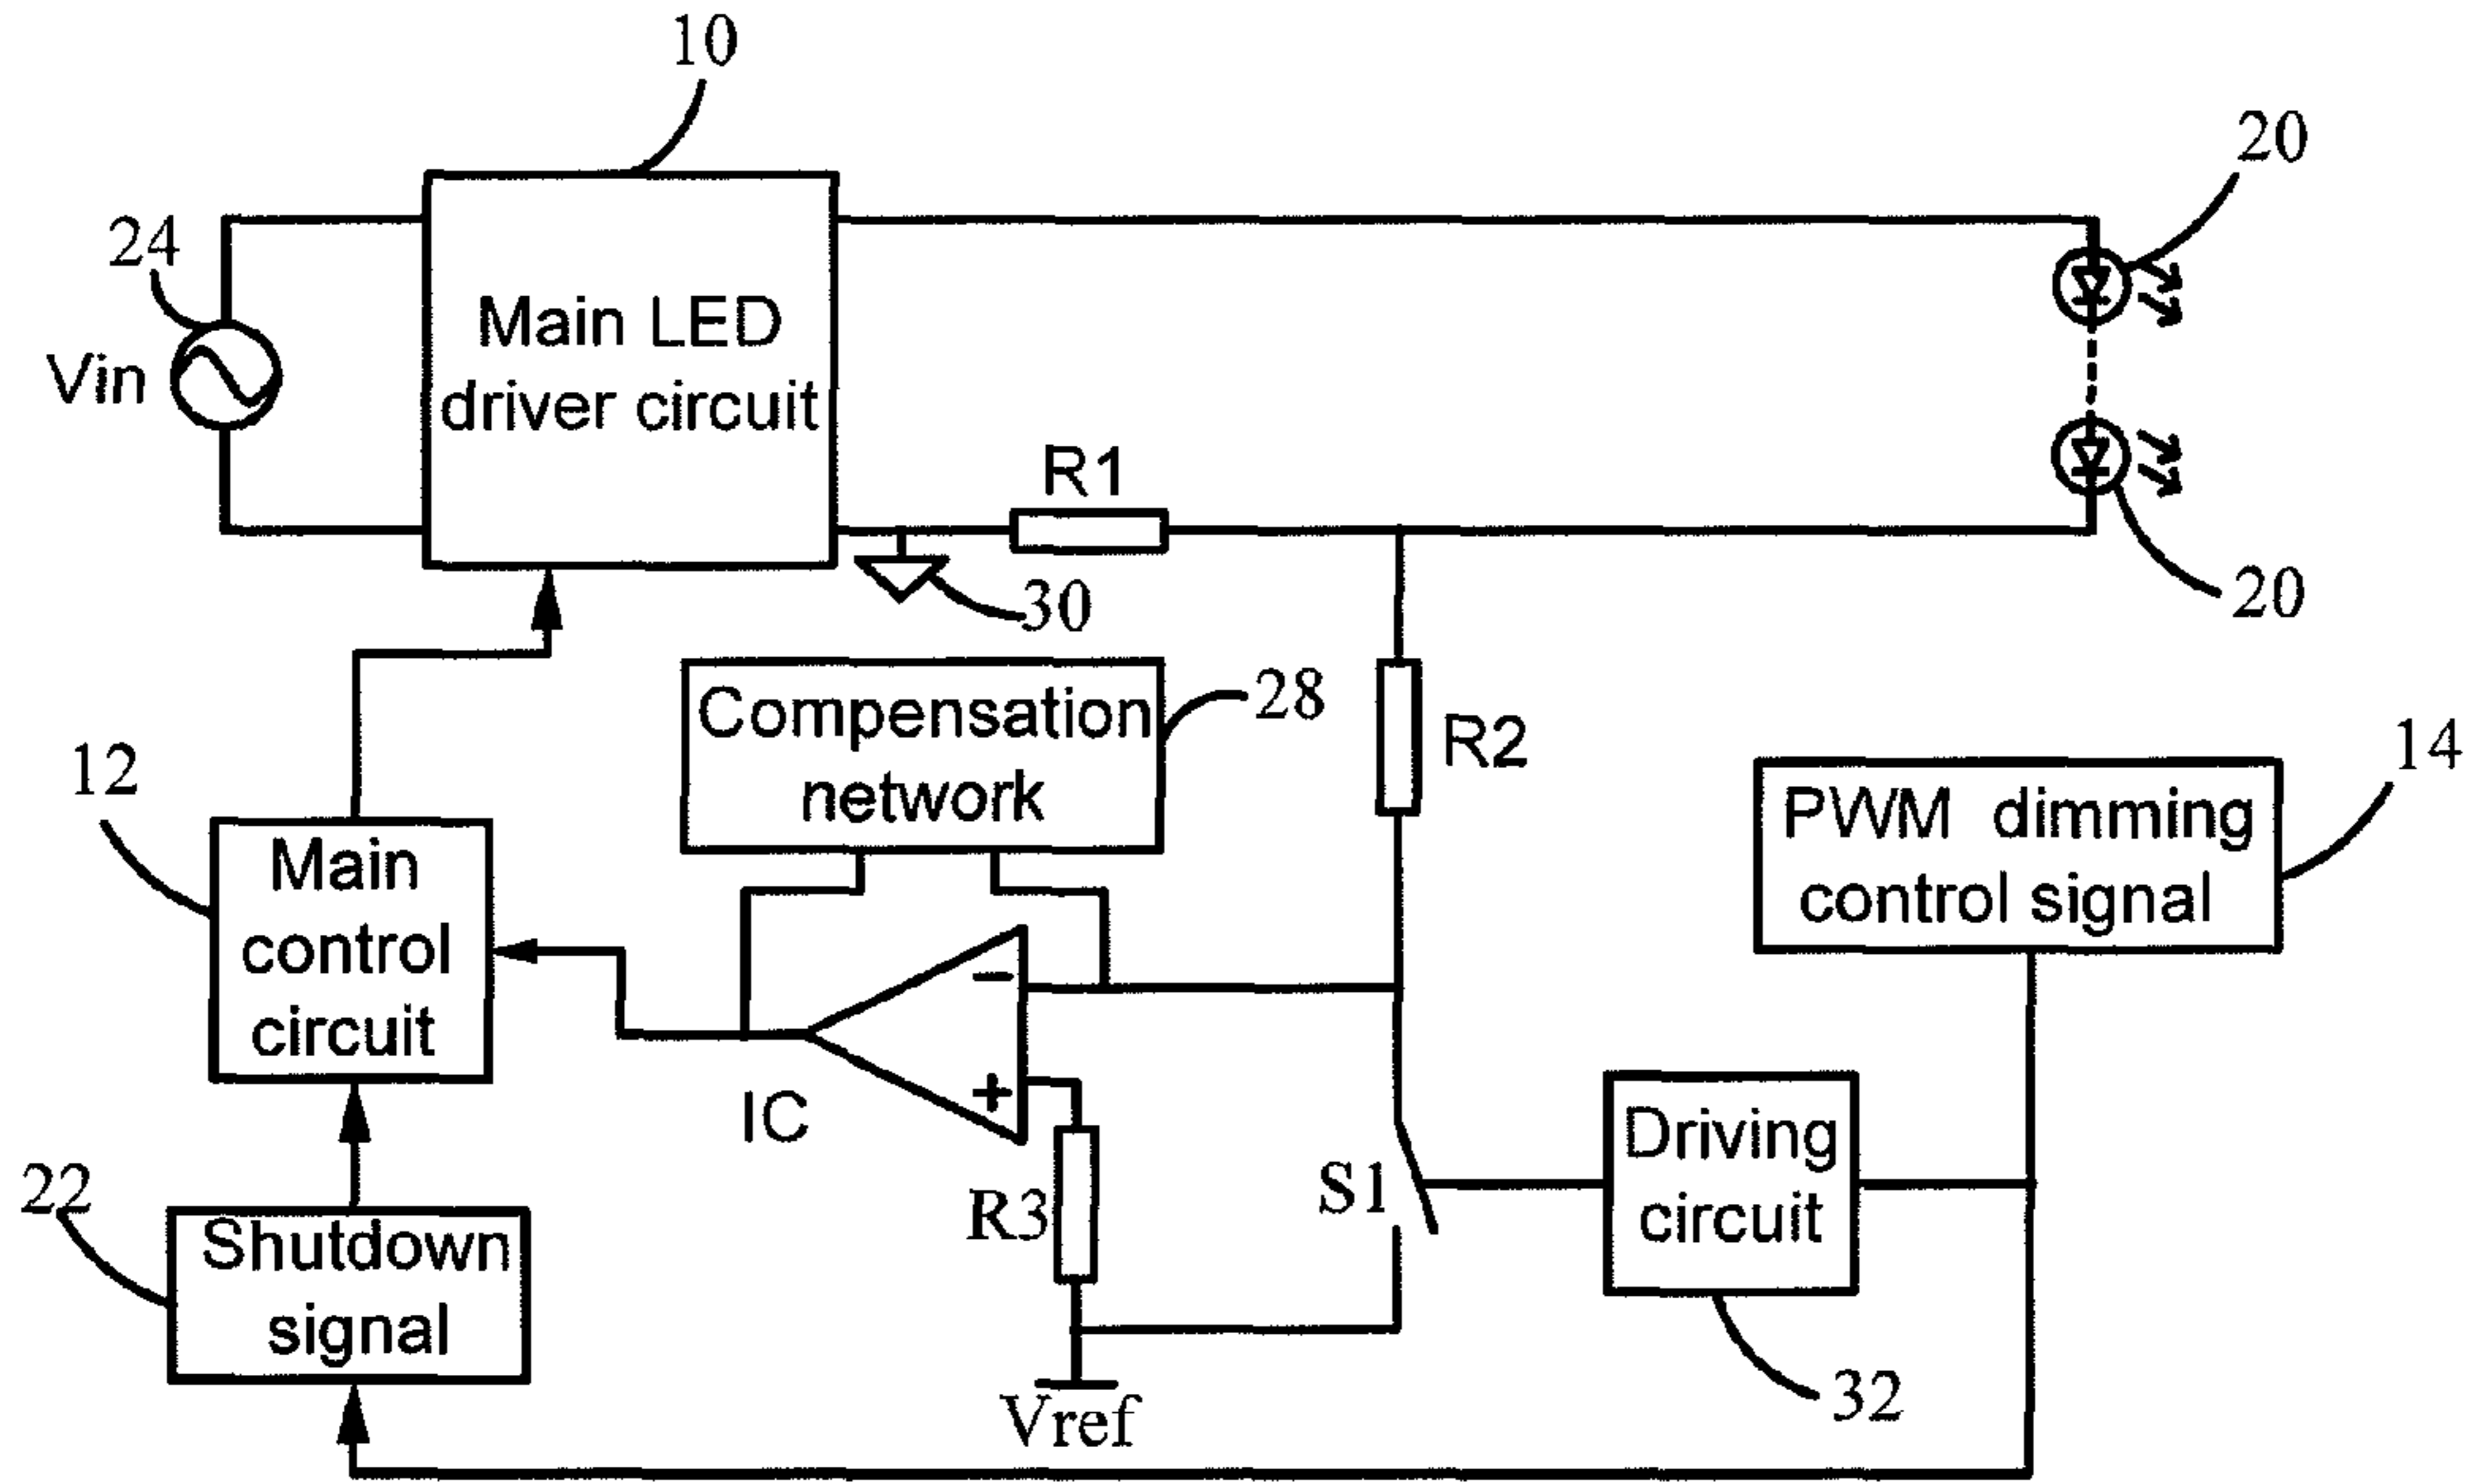 10
20
24
Vin
Main LED
driver circuit
R1
30
20
Compensation
network
28
R2
12
14
PWM dimming
control signal
Main
control
circuit
−
+
IC
R3
S1
Driving
circuit
22
Shutdown
signal
32
Vref